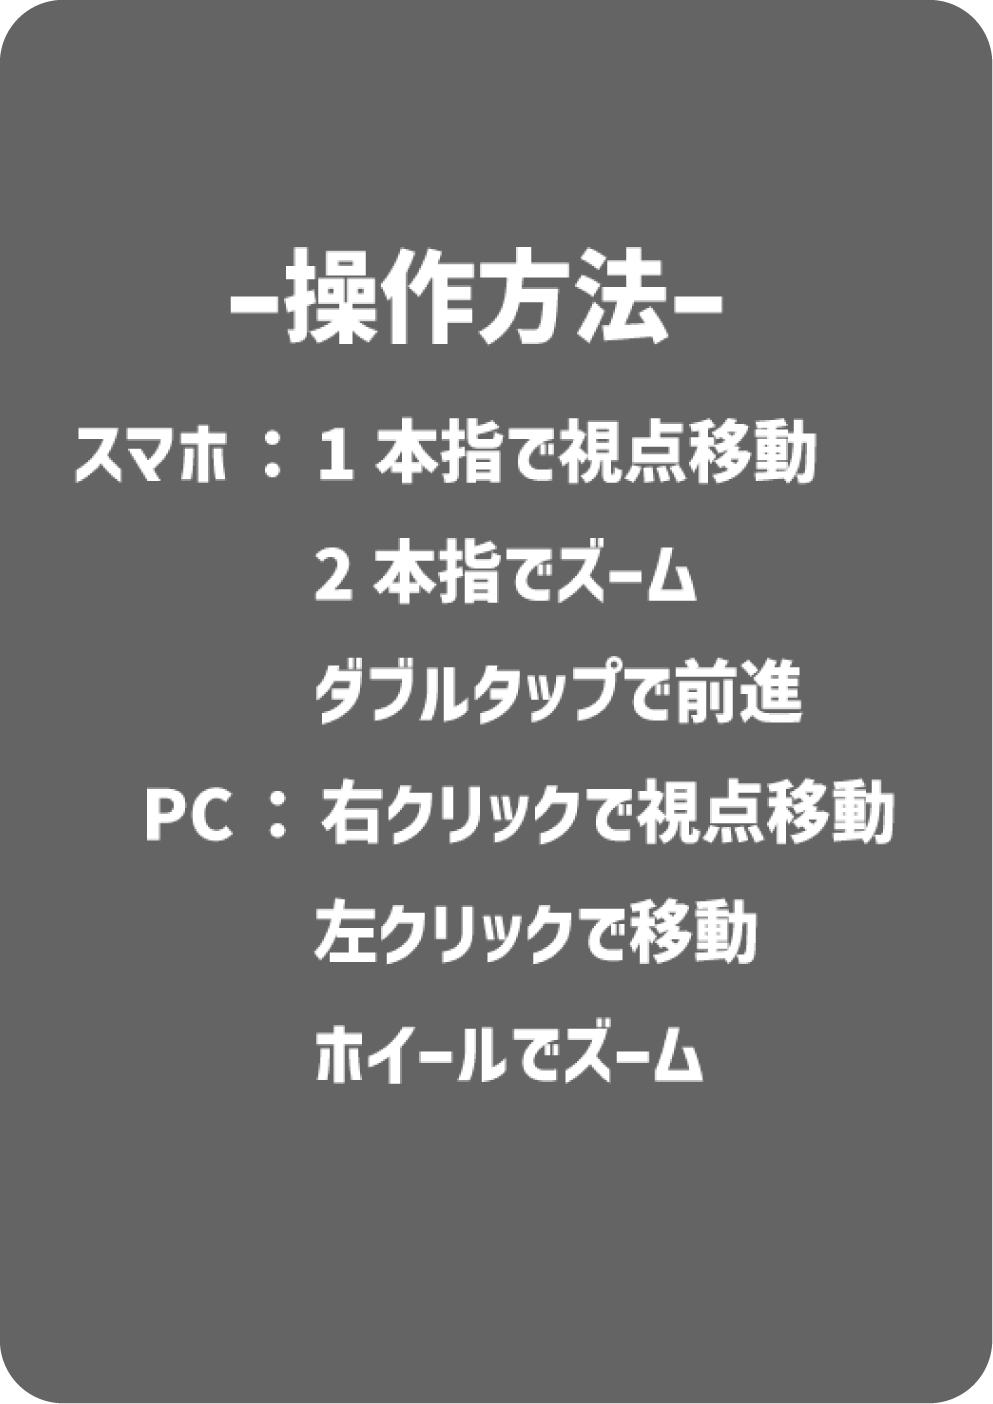 –操作方法–
スマホ：1 本指で視点移動
2 本指でズーム
ダブルタップで前進
PC：右クリックで視点移動
左クリックで移動
ホイールでズーム